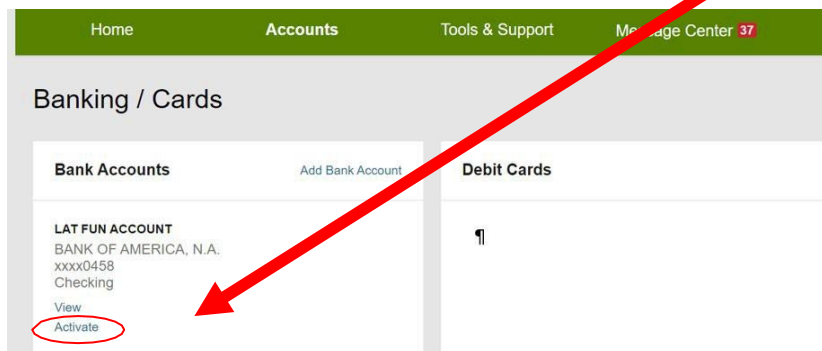 Home Accounts Tools & Support Message Center 37
Banking / Cards
Bank Accounts Add Bank Account Debit Cards
LAT FUN ACCOUNT
BANK OF AMERICA, N.A.
¶
xxxx0458
Checking
View
Activate